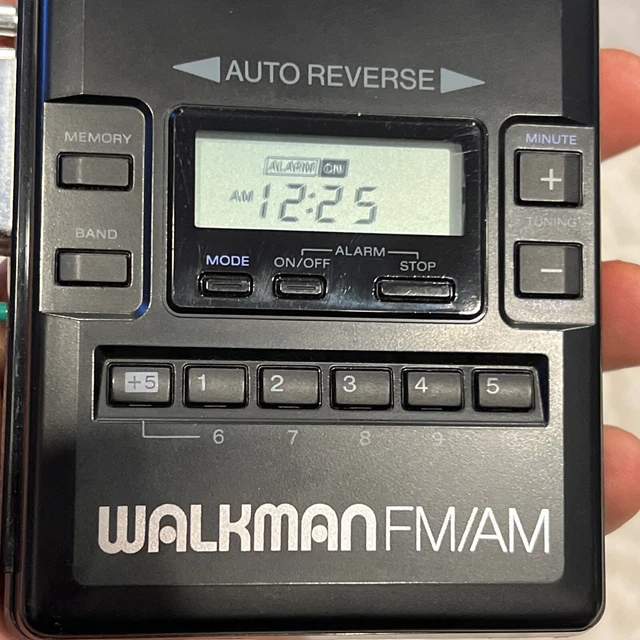 AUTO REVERSE
MEMORY
MINUTE
ALARM ON
AM 12:25
+
BAND
TUNING
MODE ON/OFF ALARM STOP
−
+5 1 2 3 4 5
6 7 8 9
WALKMAN FM/AM